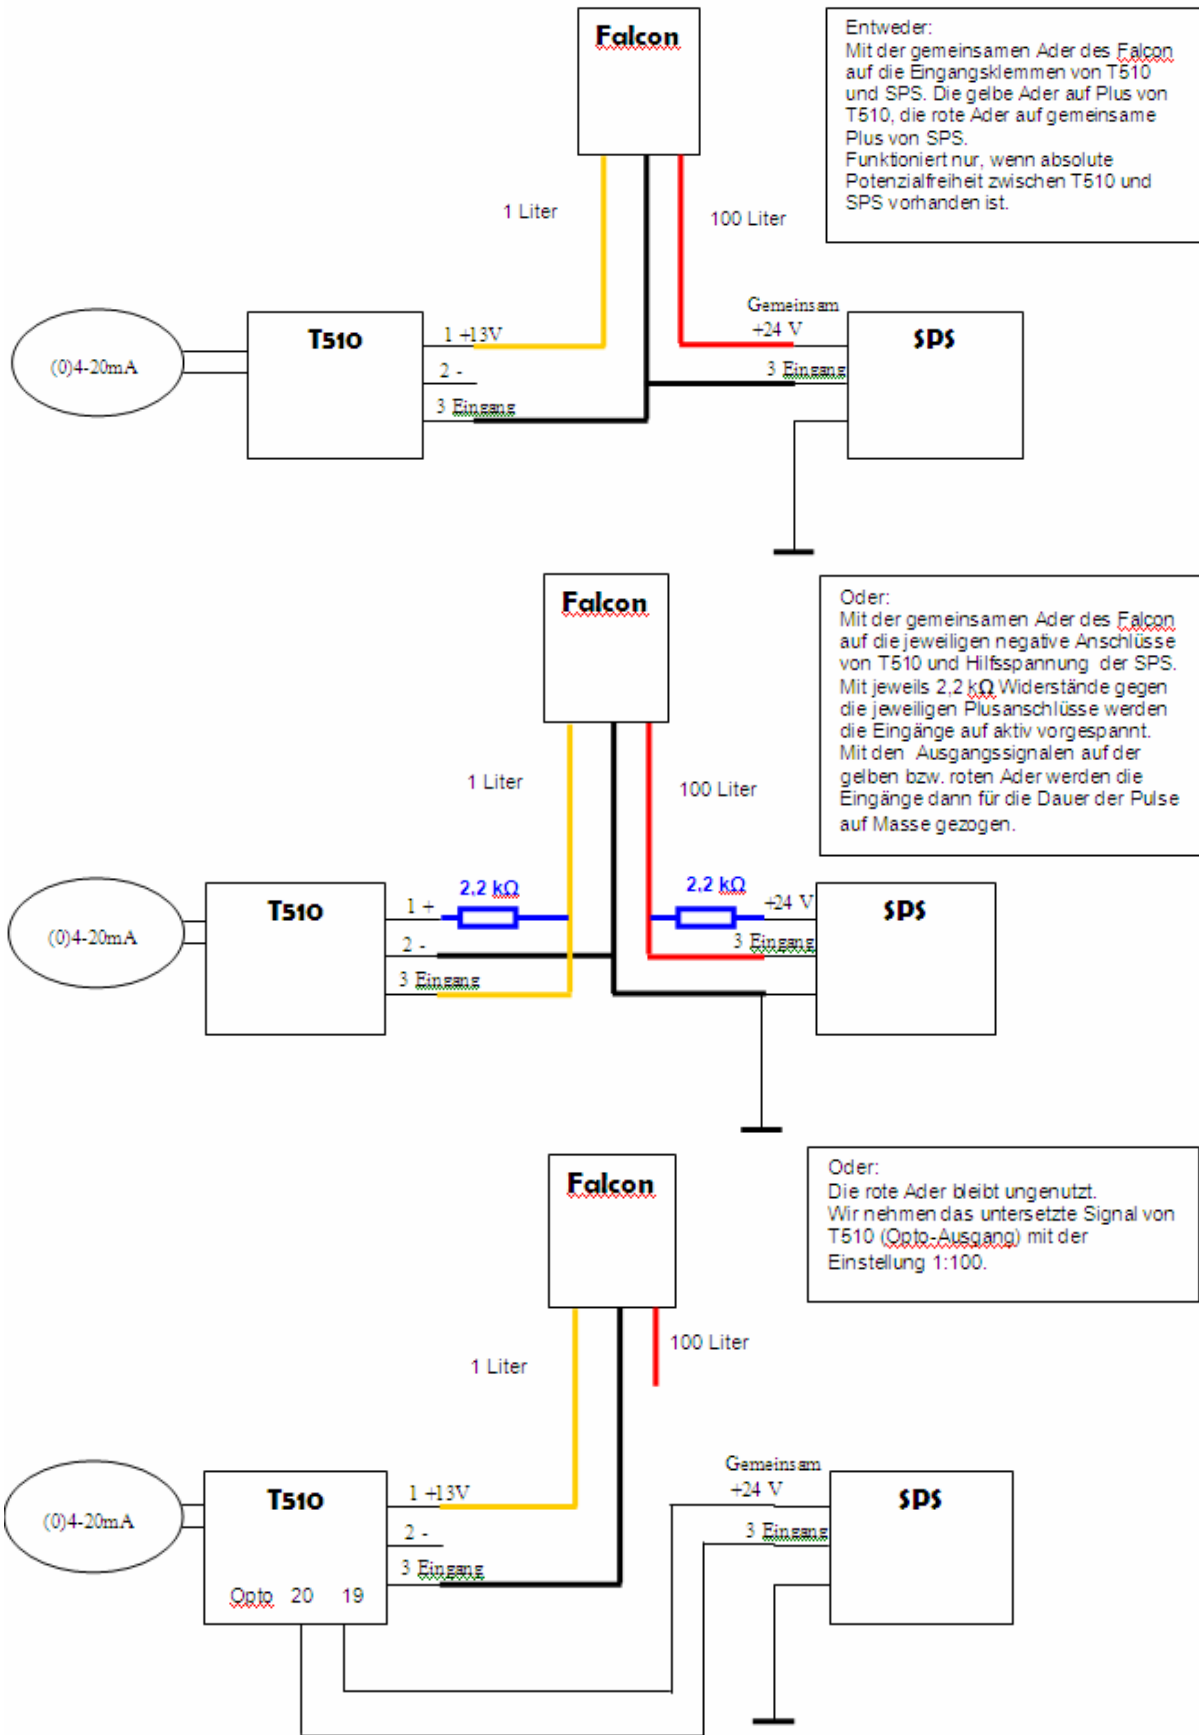 Falcon
Entweder:
Mit der gemeinsamen Ader des Falcon
auf die Eingangsklemmen von T510
und SPS. Die gelbe Ader auf Plus von
T510, die rote Ader auf gemeinsame
Plus von SPS.
Funktioniert nur, wenn absolute
Potenzialfreiheit zwischen T510 und
SPS vorhanden ist.
1 Liter
100 Liter
(0)4-20mA
T510
1 +13V
2 -
3 Eingang
Gemeinsam
+24 V
3 Eingang
SPS
Falcon
Oder:
Mit der gemeinsamen Ader des Falcon
auf die jeweiligen negative Anschlüsse
von T510 und Hilfsspannung der SPS.
Mit jeweils 2,2 kΩ Widerstände gegen
die jeweiligen Plusanschlüsse werden
die Eingänge auf aktiv vorgespannt.
Mit den Ausgangssignalen auf der
gelben bzw. roten Ader werden die
Eingänge dann für die Dauer der Pulse
auf Masse gezogen.
1 Liter
100 Liter
(0)4-20mA
T510
1 +
2 -
3 Eingang
2,2 kΩ
2,2 kΩ
+24 V
3 Eingang
SPS
Falcon
Oder:
Die rote Ader bleibt ungenutzt.
Wir nehmen das untersetzte Signal von
T510 (Opto-Ausgang) mit der
Einstellung 1:100.
1 Liter
100 Liter
(0)4-20mA
T510
1 +13V
2 -
3 Eingang
Opto 20 19
Gemeinsam
+24 V
3 Eingang
SPS